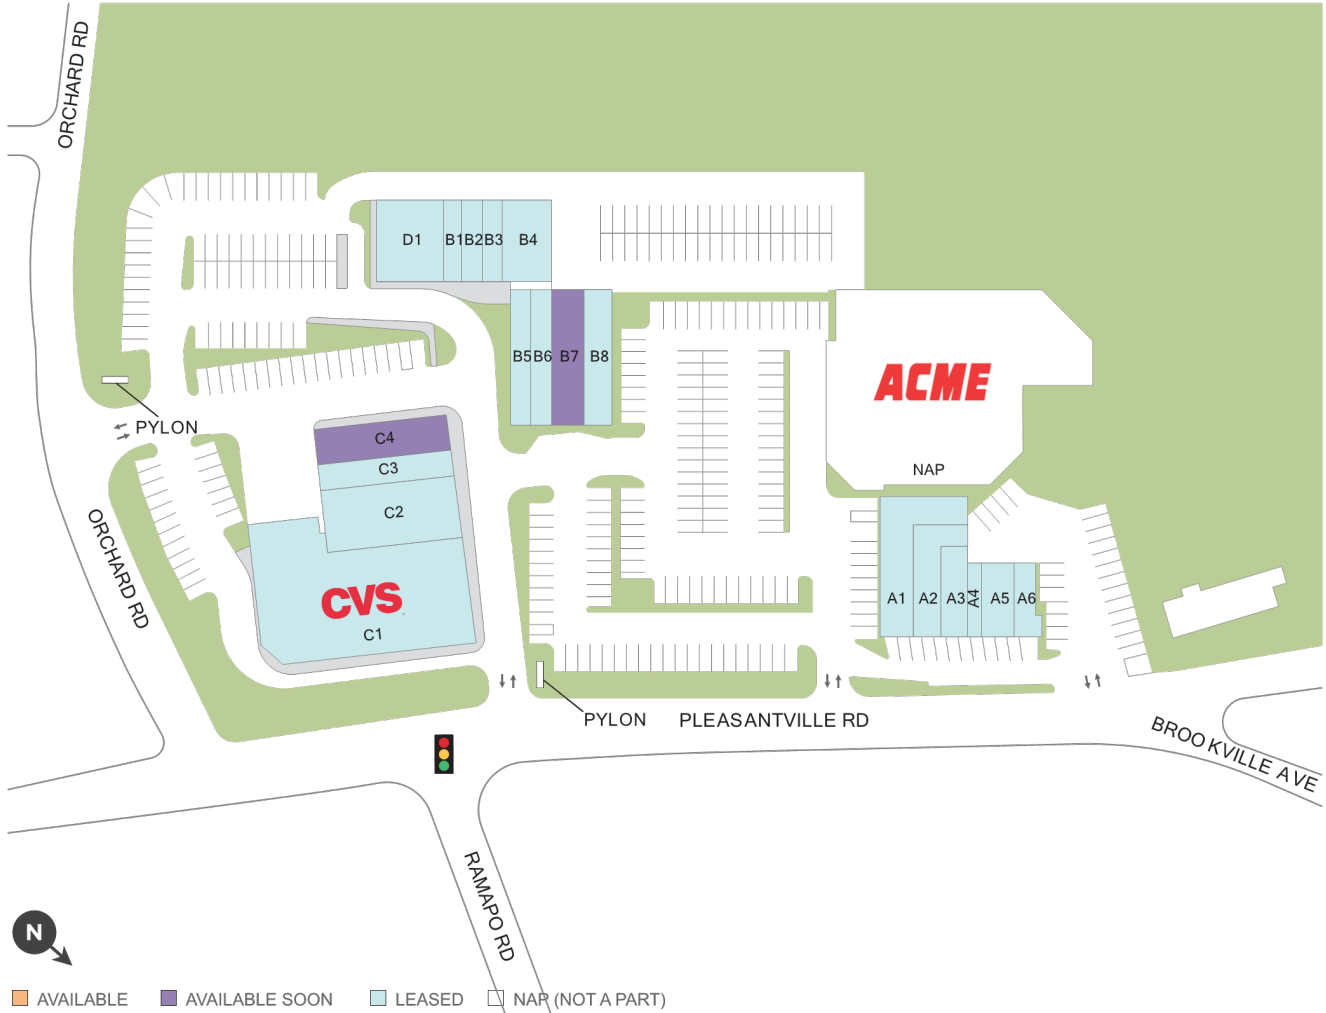 ORCHARD RD
D1
B1
B2
B3
B4
B5
B6
B7
B8
ACME
NAP
PYLON
C4
C3
C2
CVS
C1
ORCHARD RD
A1
A2
A3
A4
A5
A6
PYLON
PLEASANTVILLE RD
BROOKVILLE AVE
RAMAPO RD
N
AVAILABLE
AVAILABLE SOON
LEASED
NAP (NOT A PART)